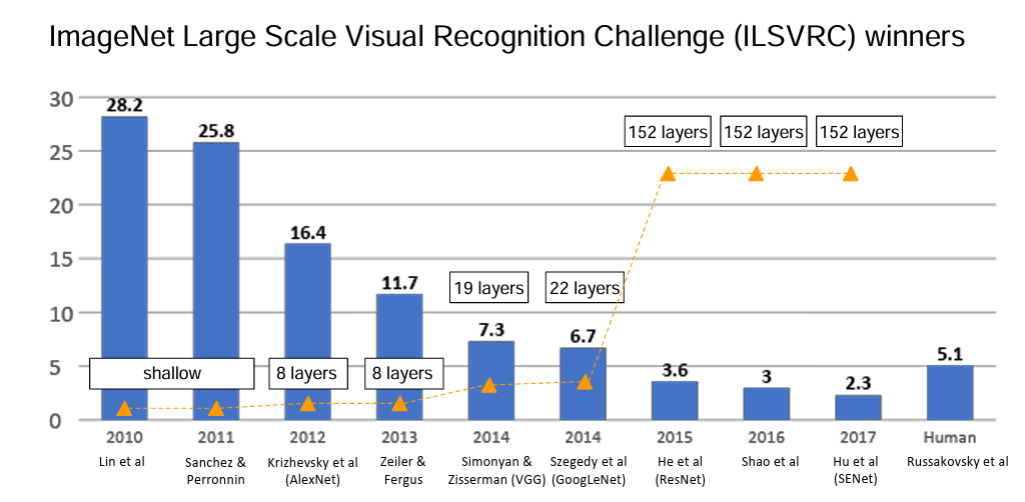 ImageNet Large Scale Visual Recognition Challenge (ILSVRC) winners
30
25
20
15
10
5
0
28.2
25.8
16.4
11.7
7.3
6.7
3.6
3
2.3
5.1
shallow
8 layers
8 layers
19 layers
22 layers
152 layers
152 layers
152 layers
2010
2011
2012
2013
2014
2014
2015
2016
2017
Human
Lin et al
Sanchez &
Perronnin
Krizhevsky et al
(AlexNet)
Zeiler &
Fergus
Simonyan &
Zisserman (VGG)
Szegedy et al
(GoogLeNet)
He et al
(ResNet)
Shao et al
Hu et al
(SENet)
Russakovsky et al